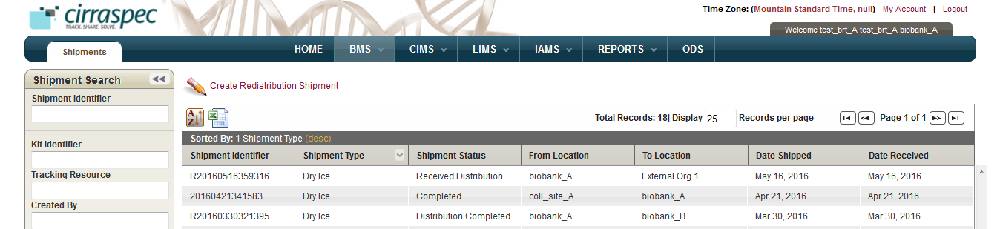 cirraspec
TRACK. SHARE. SOLVE.
Time Zone: (Mountain Standard Time, null) My Account | Logout
Welcome test_brt_A test_brt_A biobank_A
Shipments
HOME BMS CIMS LIMS IAMS REPORTS ODS
Shipment Search
Shipment Identifier
Kit Identifier
Tracking Resource
Created By
Create Redistribution Shipment
Total Records: 18| Display 25 Records per page Page 1 of 1
Sorted By: 1 Shipment Type (desc)
Shipment Identifier Shipment Type Shipment Status From Location To Location Date Shipped Date Received
R20160516359316 Dry Ice Received Distribution biobank_A External Org 1 May 16, 2016 May 16, 2016
20160421341583 Dry Ice Completed coll_site_A biobank_A Apr 21, 2016 Apr 21, 2016
R20160330321395 Dry Ice Distribution Completed biobank_A biobank_B Mar 30, 2016 Mar 30, 2016